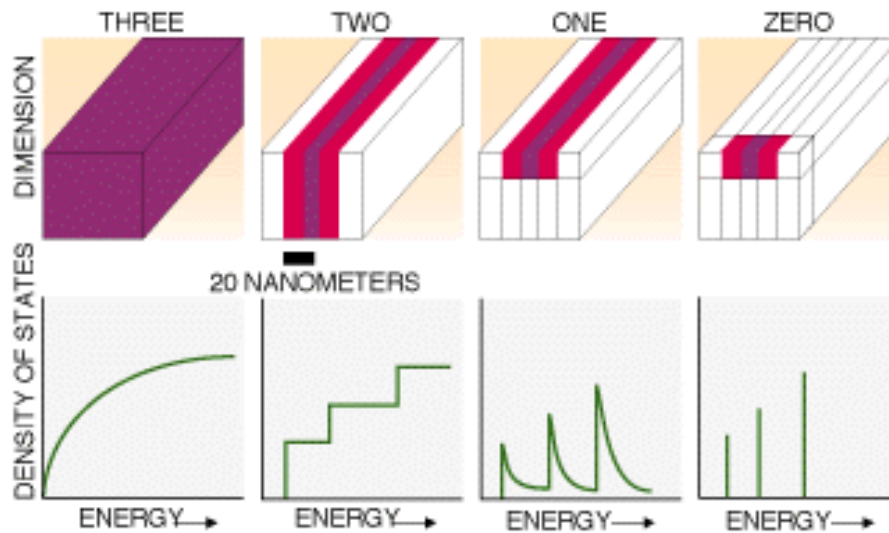 THREE TWO ONE ZERO
DIMENSION
20 NANOMETERS
DENSITY OF STATES
ENERGY ENERGY ENERGY ENERGY